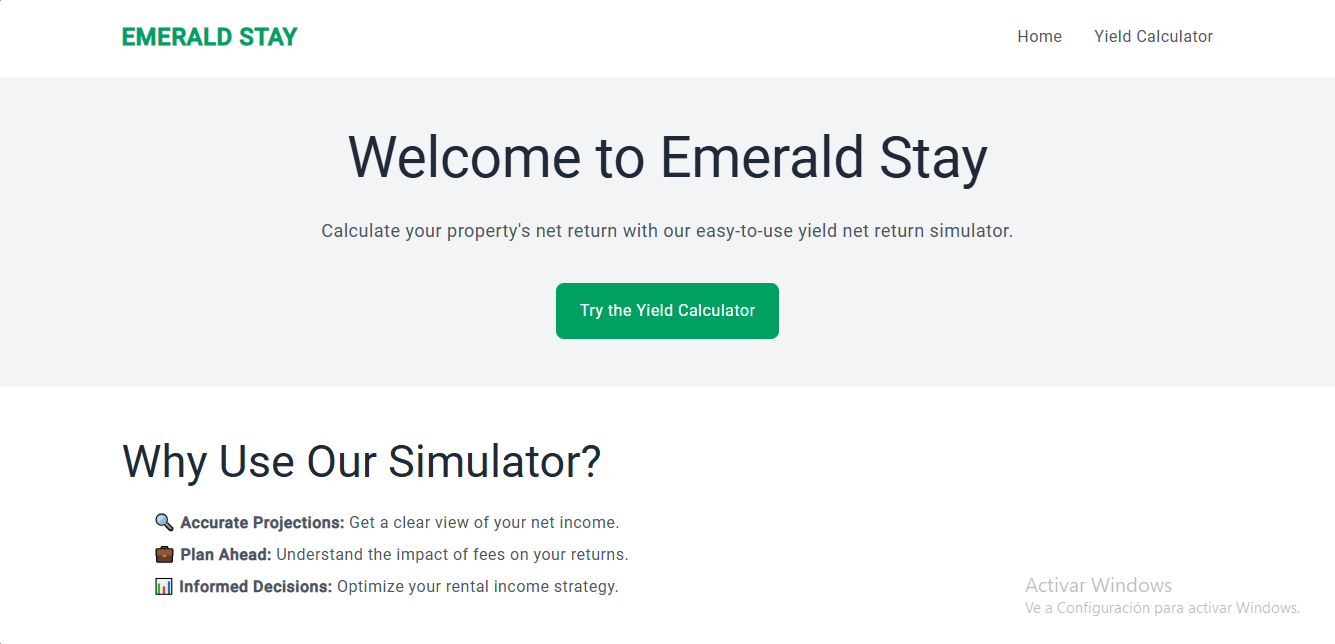 EMERALD STAY
Home
Yield Calculator
Welcome to Emerald Stay
Calculate your property's net return with our easy-to-use yield net return simulator.
Try the Yield Calculator
Why Use Our Simulator?
Accurate Projections: Get a clear view of your net income.
Plan Ahead: Understand the impact of fees on your returns.
Informed Decisions: Optimize your rental income strategy.
Activar Windows
Ve a Configuración para activar Windows.